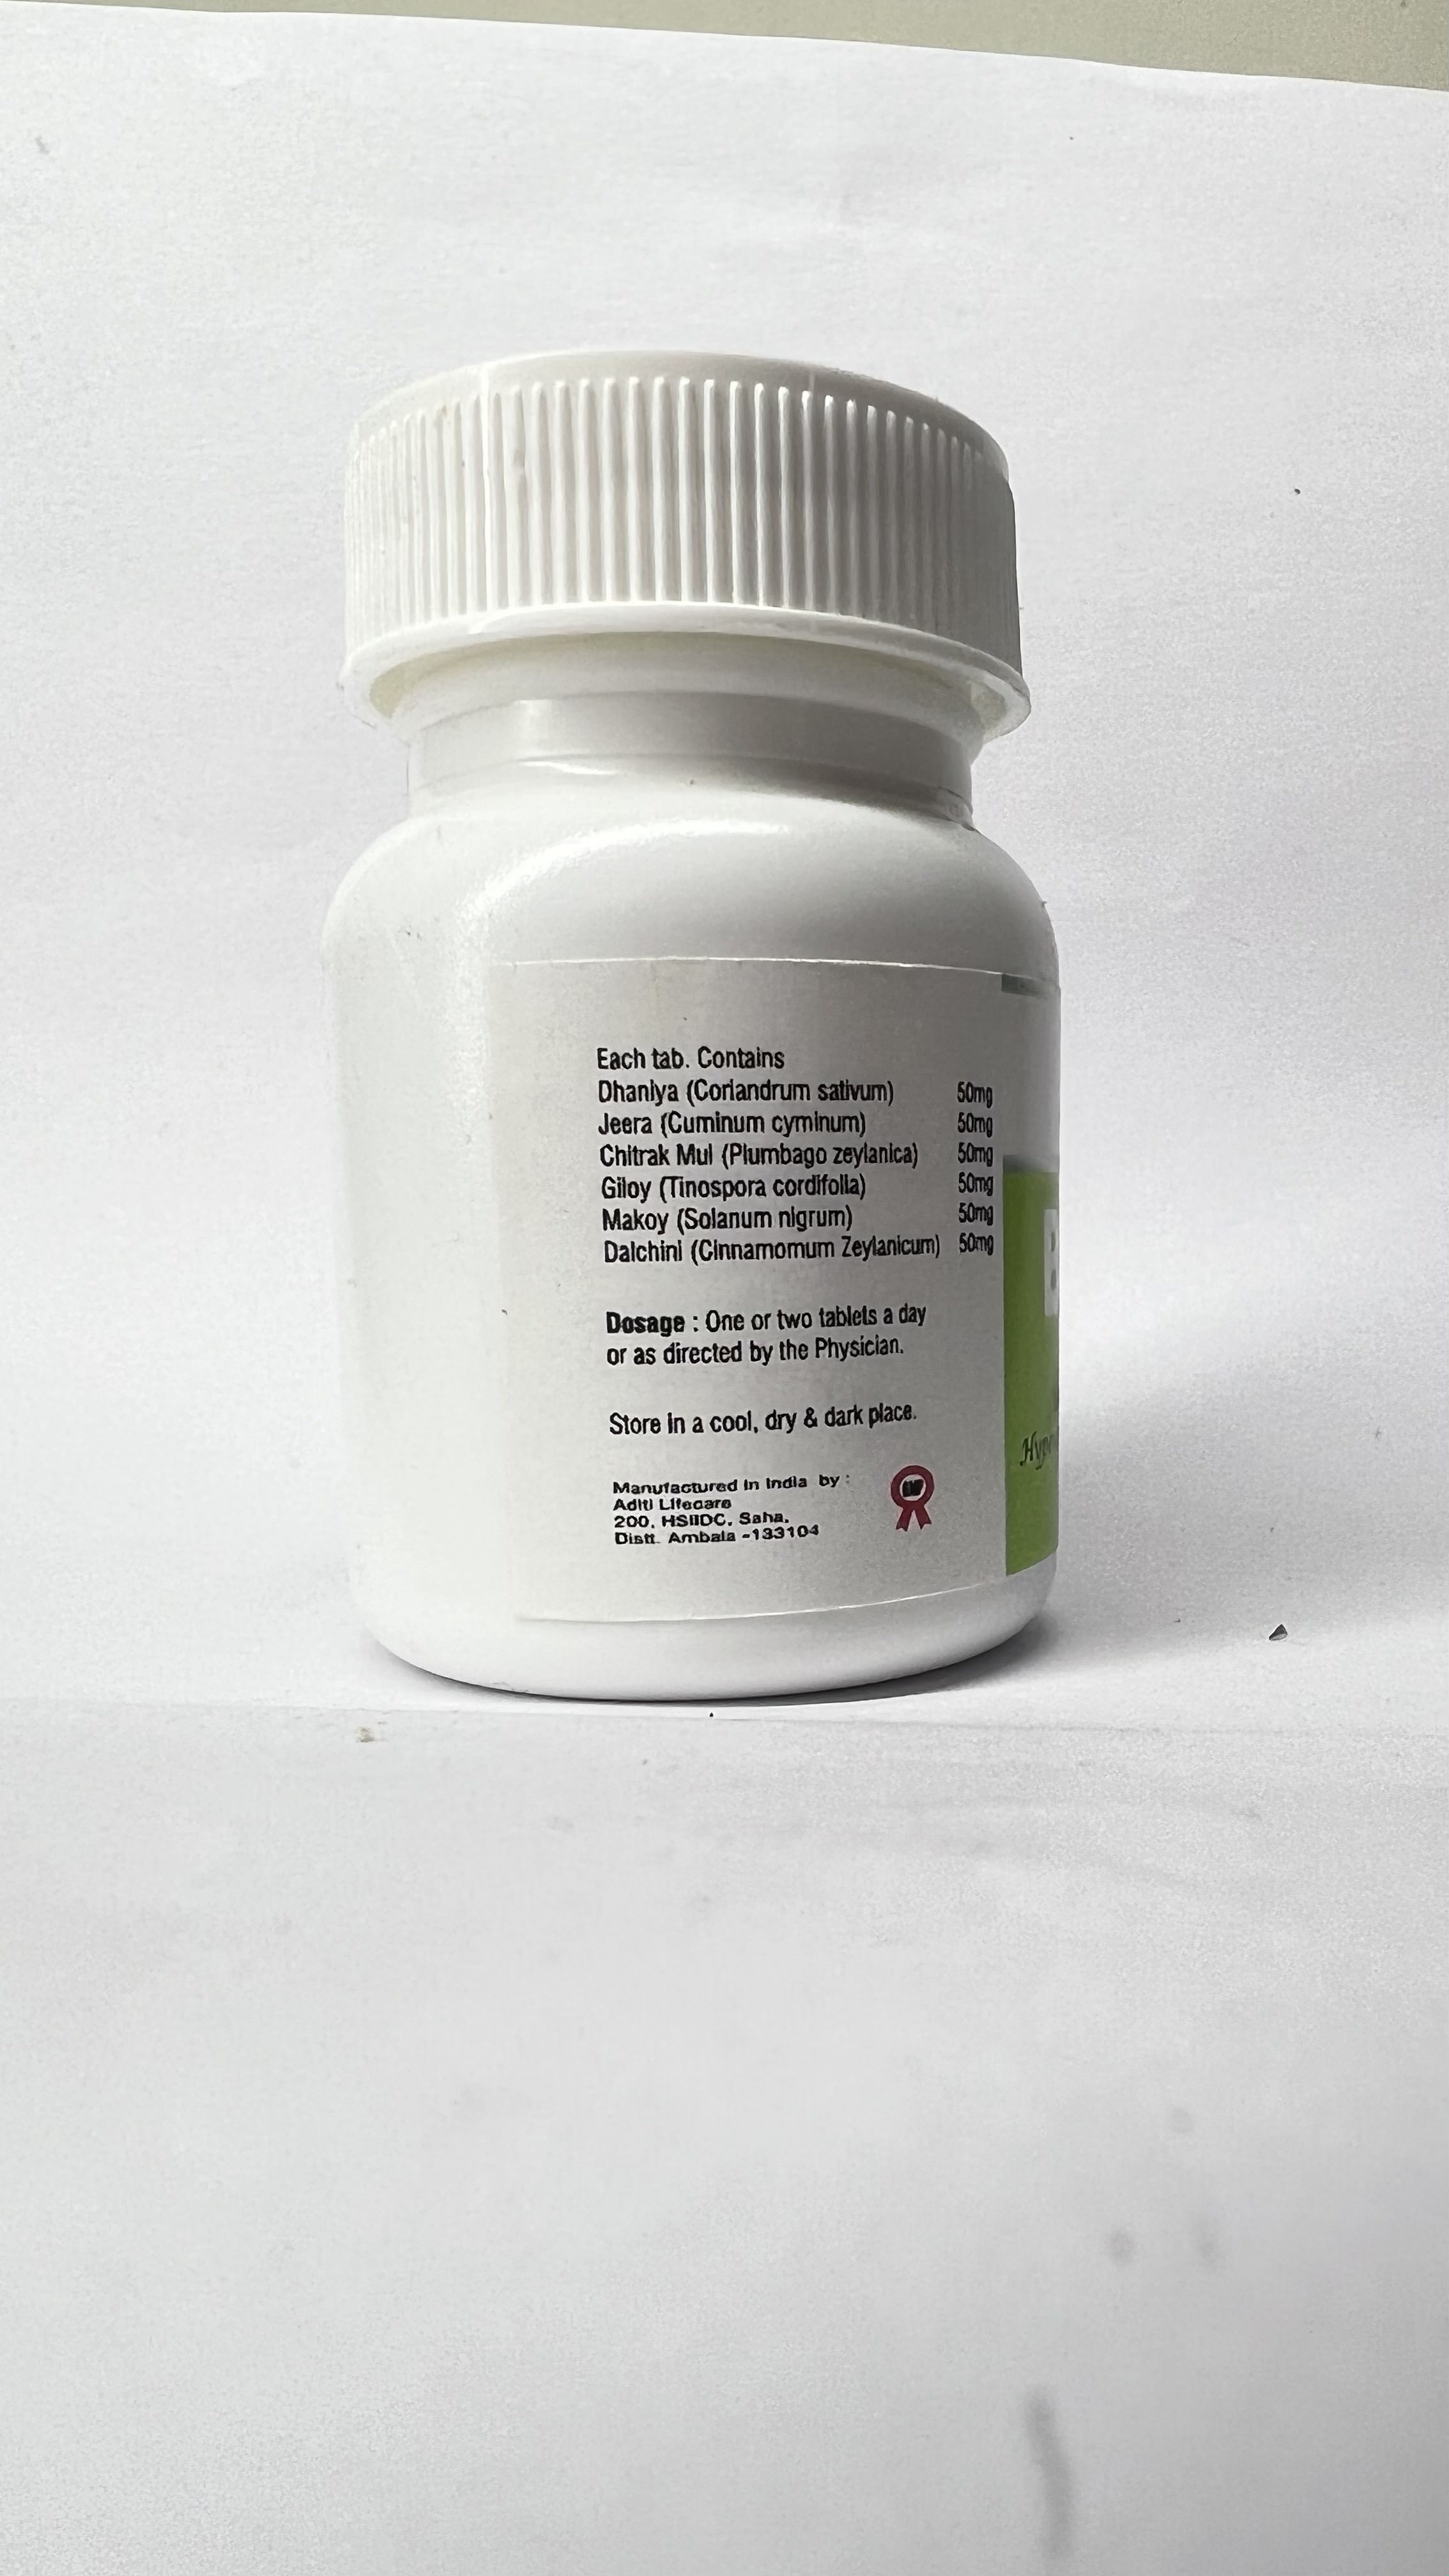 Each tab. Contains
Dhaniya (Coriandrum sativum) 50mg
Jeera (Cuminum cyminum) 50mg
Chitrak Mul (Plumbago zeylanica) 50mg
Giloy (Tinospora cordifolia) 50mg
Makoy (Solanum nigrum) 50mg
Dalchini (Cinnamomum Zeylanicum) 50mg
Dosage : One or two tablets a day
or as directed by the Physician.
Store in a cool, dry & dark place.
Manufactured in India by :
Aditi Lifecare
200, HSIIDC, Saha,
Distt. Ambala -133104